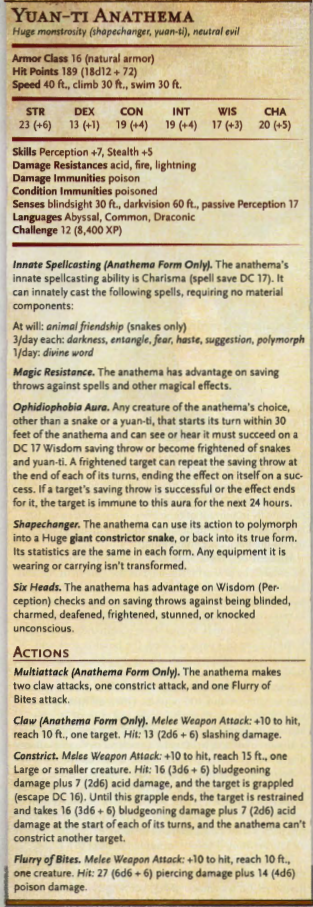 YUAN-TI ANATHEMA
Huge monstrosity (shapechanger, yuan-ti), neutral evil
Armor Class 16 (natural armor)
Hit Points 189 (18d12 + 72)
Speed 40 ft., climb 30 ft., swim 30 ft.
STR DEX CON INT WIS CHA
23 (+6) 13 (+1) 19 (+4) 19 (+4) 17 (+3) 20 (+5)
Skills Perception +7, Stealth +5
Damage Resistances acid, fire, lightning
Damage Immunities poison
Condition Immunities poisoned
Senses blindsight 30 ft., darkvision 60 ft., passive Perception 17
Languages Abyssal, Common, Draconic
Challenge 12 (8,400 XP)
Innate Spellcasting (Anathema Form Only). The anathema's
innate spellcasting ability is Charisma (spell save DC 17). It
can innately cast the following spells, requiring no material
components:
At will: animal friendship (snakes only)
3/day each: darkness, entangle, fear, haste, suggestion, polymorph
1/day: divine word
Magic Resistance. The anathema has advantage on saving
throws against spells and other magical effects.
Ophidiophobia Aura. Any creature of the anathema's choice,
other than a snake or a yuan-ti, that starts its turn within 30
feet of the anathema and can see or hear it must succeed on a
DC 17 Wisdom saving throw or become frightened of snakes
and yuan-ti. A frightened target can repeat the saving throw at
the end of each of its turns, ending the effect on itself on a suc-
cess. If a target's saving throw is successful or the effect ends
for it, the target is immune to this aura for the next 24 hours.
Shapechanger. The anathema can use its action to polymorph
into a Huge giant constrictor snake, or back into its true form.
Its statistics are the same in each form. Any equipment it is
wearing or carrying isn't transformed.
Six Heads. The anathema has advantage on Wisdom (Per-
ception) checks and on saving throws against being blinded,
charmed, deafened, frightened, stunned, or knocked
unconscious.
ACTIONS
Multiattack (Anathema Form Only). The anathema makes
two claw attacks, one constrict attack, and one Flurry of
Bites attack.
Claw (Anathema Form Only). Melee Weapon Attack: +10 to hit,
reach 10 ft., one target. Hit: 13 (2d6 + 6) slashing damage.
Constrict. Melee Weapon Attack: +10 to hit, reach 15 ft., one
Large or smaller creature. Hit: 16 (3d6 + 6) bludgeoning
damage plus 7 (2d6) acid damage, and the target is grappled
(escape DC 16). Until this grapple ends, the target is restrained
and takes 16 (3d6 + 6) bludgeoning damage plus 7 (2d6) acid
damage at the start of each of its turns, and the anathema can't
constrict another target.
Flurry of Bites. Melee Weapon Attack: +10 to hit, reach 10 ft.,
one creature. Hit: 27 (6d6 + 6) piercing damage plus 14 (4d6)
poison damage.